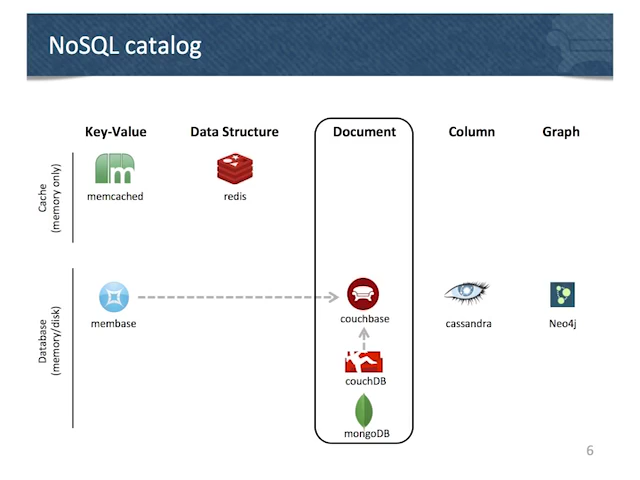 NoSQL catalog
Key-Value
Data Structure
Document
Column
Graph
Cache
(memory only)
m
memcached
redis
Database
(memory/disk)
membase
couchbase
cassandra
Neo4j
couchDB
mongoDB
6